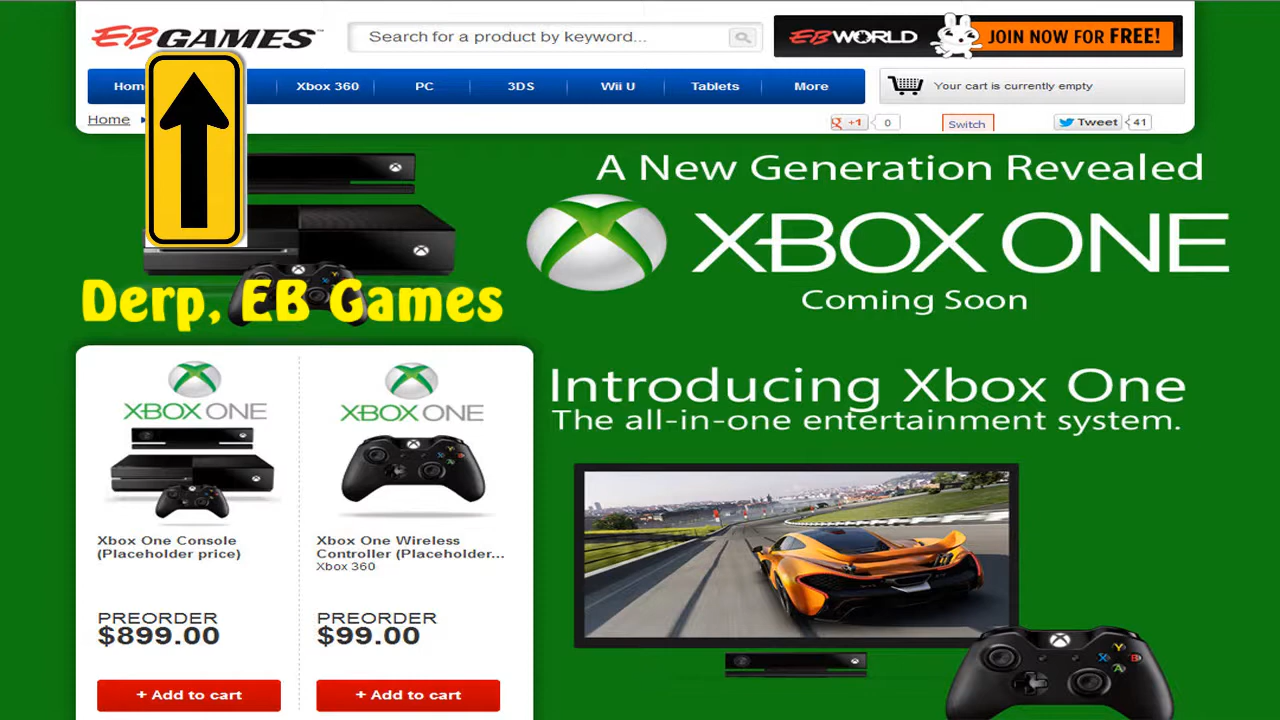 EBGAMES™
Search for a product by keyword...
EBWORLD JOIN NOW FOR FREE!
Xbox 360
PC
3DS
Wii U
Tablets
More
Your cart is currently empty
Home
+1
0
Switch
Tweet
41
A New Generation Revealed
XBOX ONE
Coming Soon
Derp, EB Games
XBOX ONE
XBOX ONE
Introducing Xbox One
The all-in-one entertainment system.
Xbox One Console
(Placeholder price)
Xbox One Wireless
Controller (Placeholder...
Xbox 360
PREORDER
$899.00
PREORDER
$99.00
+ Add to cart
+ Add to cart